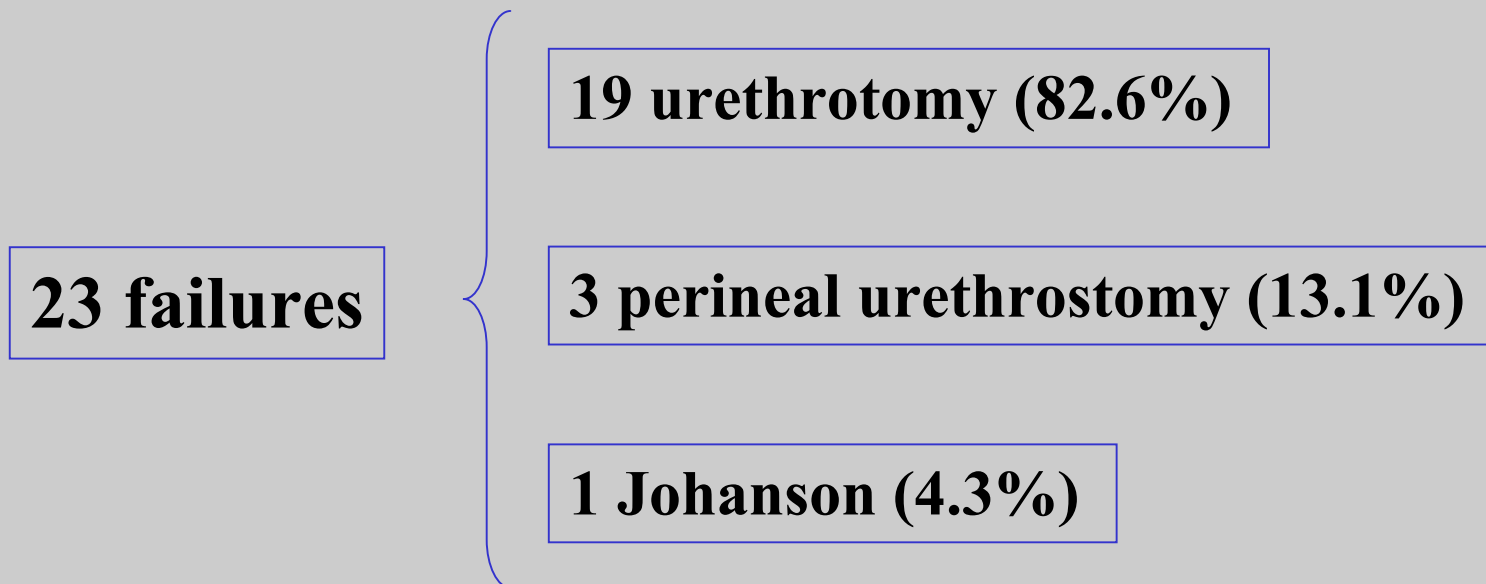 19 urethrotomy (82.6%)
23 failures
3 perineal urethrostomy (13.1%)
1 Johanson (4.3%)